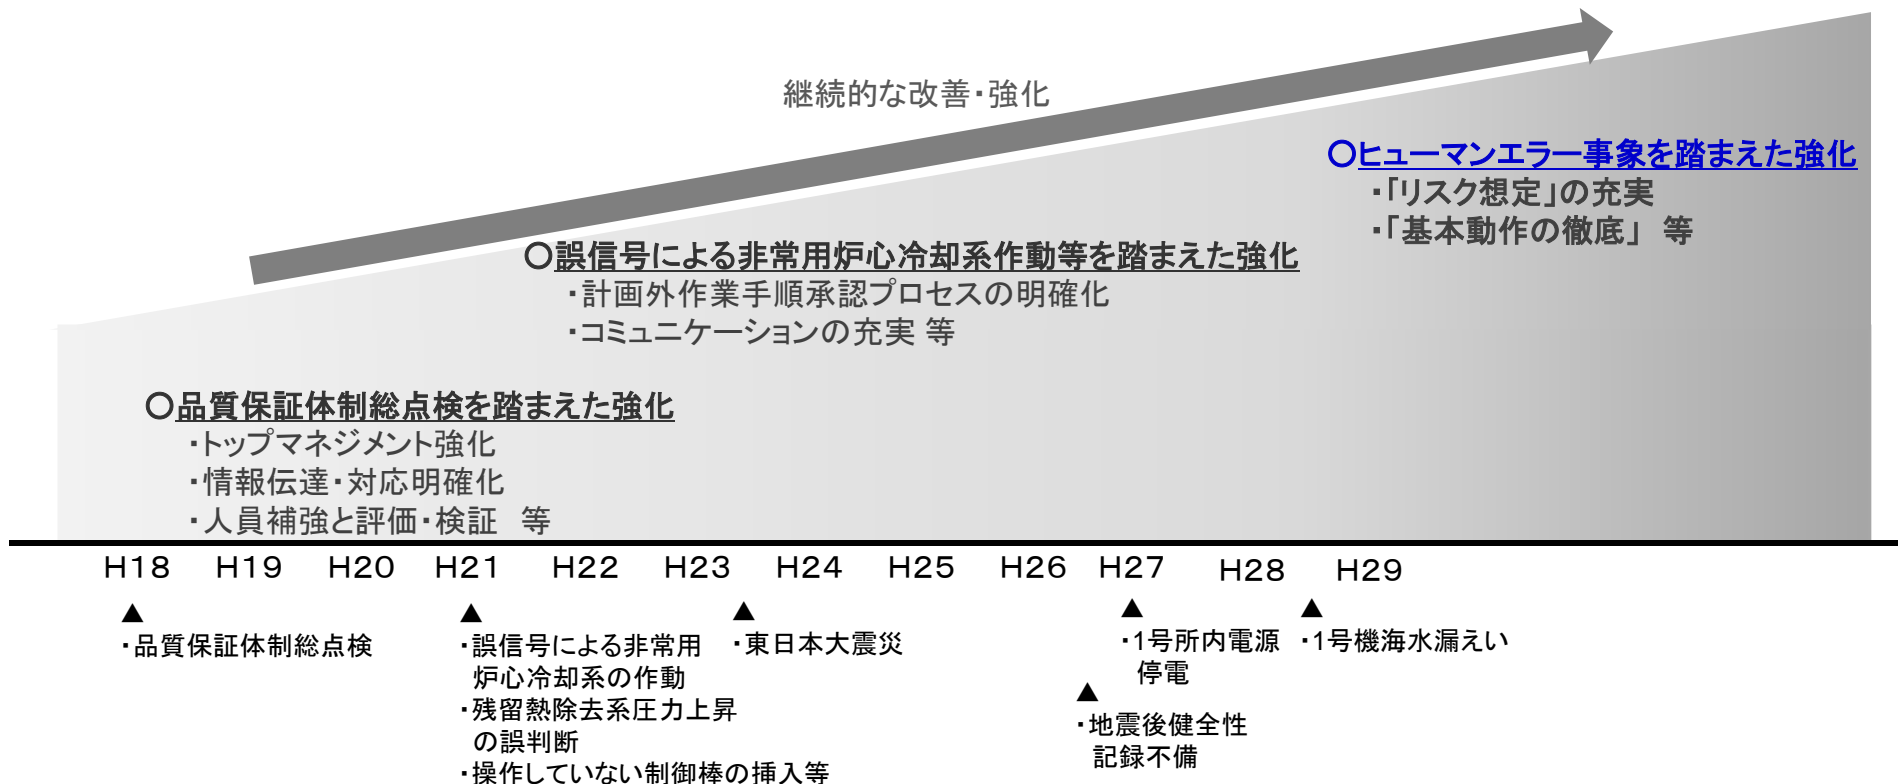 継続的な改善・強化
○ヒューマンエラー事象を踏まえた強化
・「リスク想定」の充実
・「基本動作の徹底」 等
○誤信号による非常用炉心冷却系作動等を踏まえた強化
・計画外作業手順承認プロセスの明確化
・コミュニケーションの充実 等
○品質保証体制総点検を踏まえた強化
・トップマネジメント強化
・情報伝達・対応明確化
・人員補強と評価・検証 等
H18 H19 H20 H21 H22 H23 H24 H25 H26 H27 H28 H29
▲
・品質保証体制総点検
▲
・誤信号による非常用
炉心冷却系の作動
・残留熱除去系圧力上昇
の誤判断
・操作していない制御棒の挿入等
▲
・東日本大震災
▲
・1号所内電源
停電
▲
・地震後健全性
記録不備
▲
・1号機海水漏えい